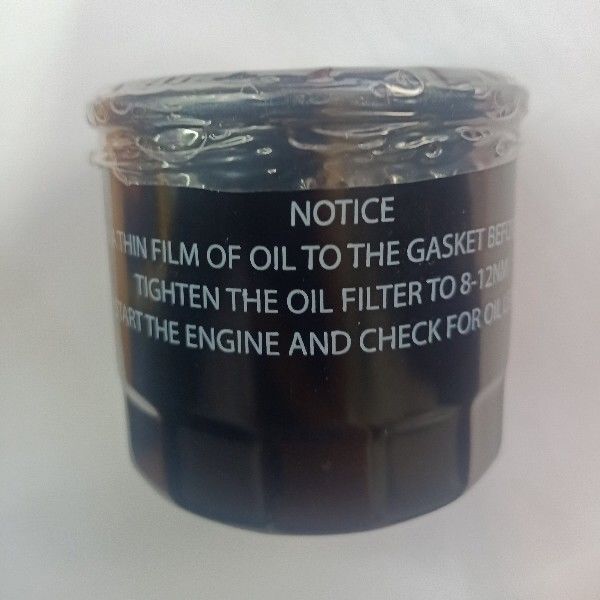 NOTICE
A THIN FILM OF OIL TO THE GASKET
TIGHTEN THE OIL FILTER TO 8-12NM
START THE ENGINE AND CHECK FOR OIL